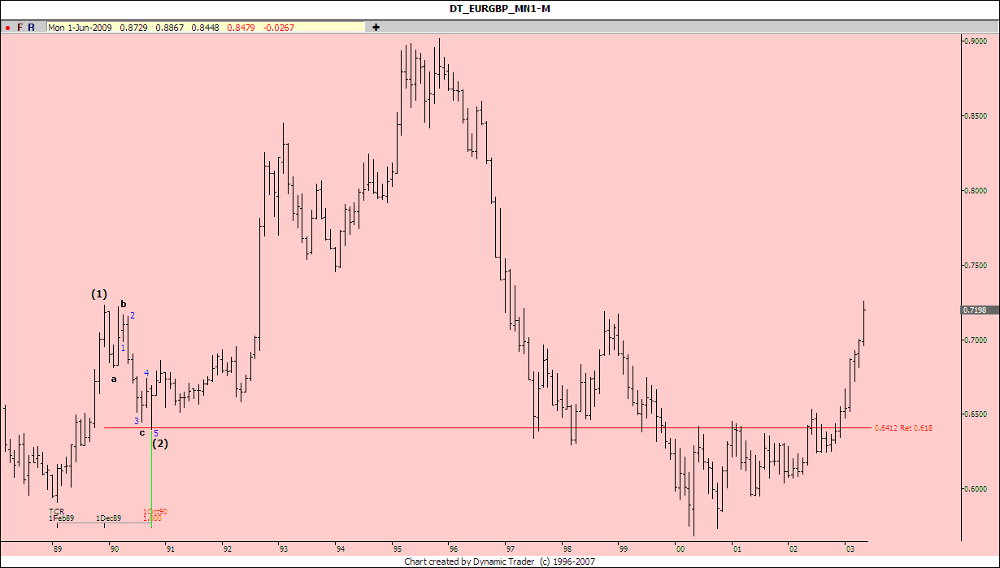 DT_EURGBP_MN1-M
F R Mon 1-Jun-2009 0.8729 0.8867 0.8448 0.8479 -0.0267
0.9000
0.8500
0.8000
0.7500
(1)
b
0.7198
2
0.7000
1
4
a
0.6500
3
0.6412 Ret 0.618
c
5
(2)
0.6000
TCR
1Oct90
1Feb89 1Dec89 1.000
89 90 91 92 93 94 95 96 97 98 99 00 01 02 03
Chart created by Dynamic Trader (c) 1996-2007